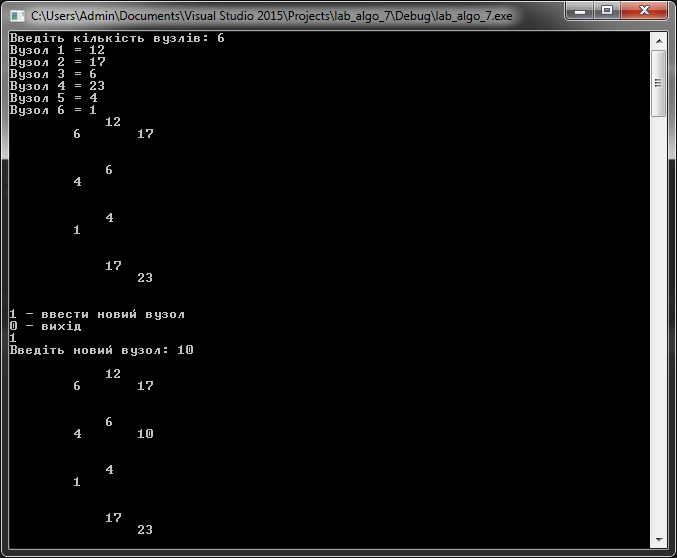 C:\Users\Admin\Documents\Visual Studio 2015\Projects\lab_algo_7\Debug\lab_algo_7.exe
Введіть кількість вузлів: 6
Вузол 1 = 12
Вузол 2 = 17
Вузол 3 = 6
Вузол 4 = 23
Вузол 5 = 4
Вузол 6 = 1
12
6 17
6
4
4
1
17
23
1 - ввести новий вузол
0 - вихід
1
Введіть новий вузол: 10
12
6 17
6
4 10
4
1
17
23